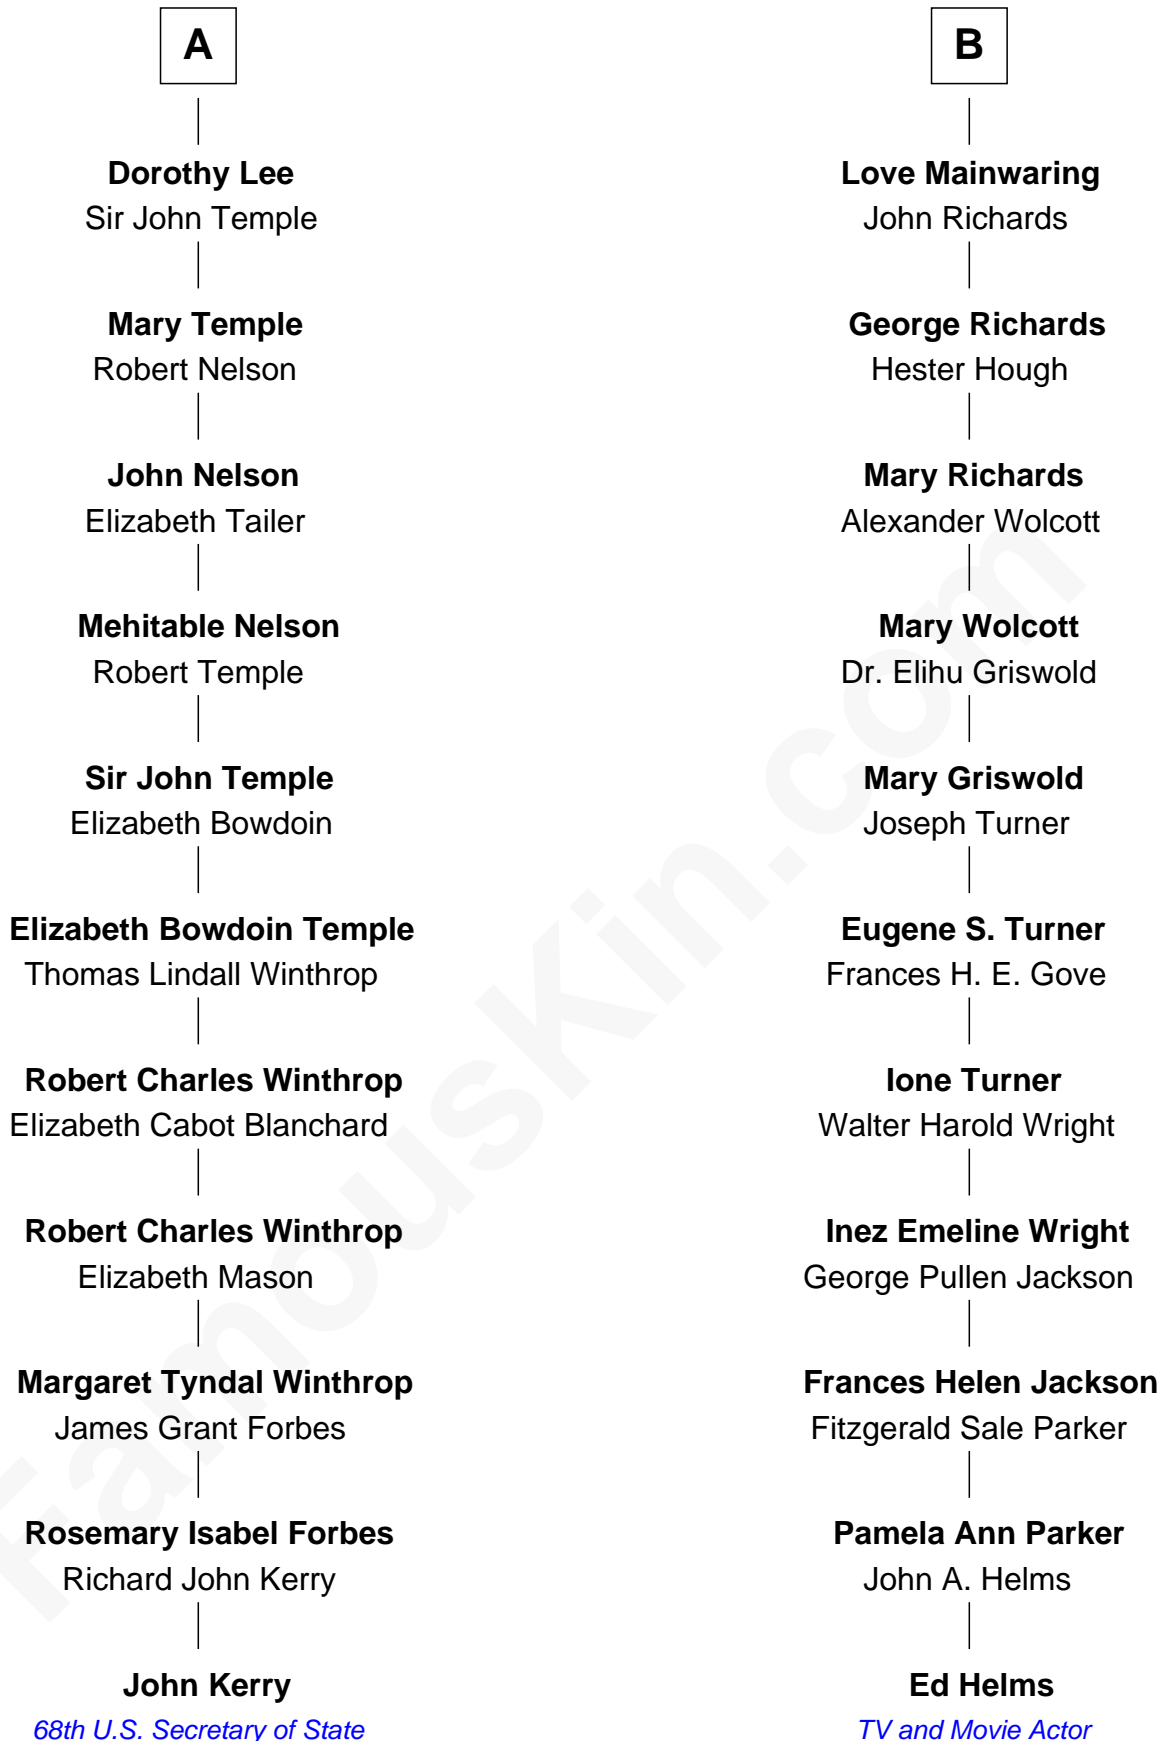 A
Dorothy Lee
Sir John Temple
Mary Temple
Robert Nelson
John Nelson
Elizabeth Tailer
Mehitable Nelson
Robert Temple
Sir John Temple
Elizabeth Bowdoin
Elizabeth Bowdoin Temple
Thomas Lindall Winthrop
Robert Charles Winthrop
Elizabeth Cabot Blanchard
Robert Charles Winthrop
Elizabeth Mason
Margaret Tyndal Winthrop
James Grant Forbes
Rosemary Isabel Forbes
Richard John Kerry
John Kerry
68th U.S. Secretary of State
B
Love Mainwaring
John Richards
George Richards
Hester Hough
Mary Richards
Alexander Wolcott
Mary Wolcott
Dr. Elihu Griswold
Mary Griswold
Joseph Turner
Eugene S. Turner
Frances H. E. Gove
Ione Turner
Walter Harold Wright
Inez Emeline Wright
George Pullen Jackson
Frances Helen Jackson
Fitzgerald Sale Parker
Pamela Ann Parker
John A. Helms
Ed Helms
TV and Movie Actor
FamousKin.com